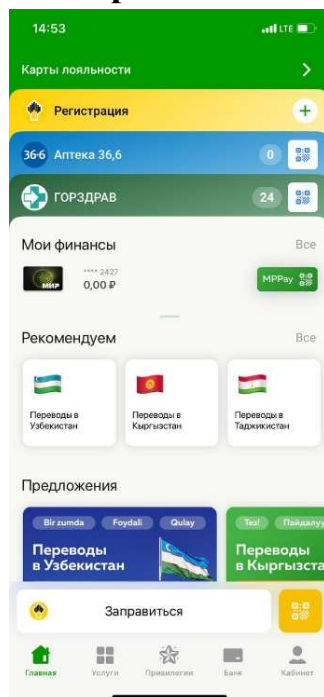 14:53
LTE
Карты лояльности
Регистрация
36·6 Аптека 36,6 0
ГОРЗДРАВ 24
Мои финансы Все
МИР
**** 2427
0,00 ₽
MPPay
Рекомендуем Все
Переводы в
Узбекистан
Переводы в
Кыргызстан
Переводы в
Таджикистан
Предложения
Bir zumda Foydali Qulay
Переводы
в Узбекистан
Tez!
Переводы
в Кыргызста
Заправиться
Главная Услуги Привилегии Банк Кабинет